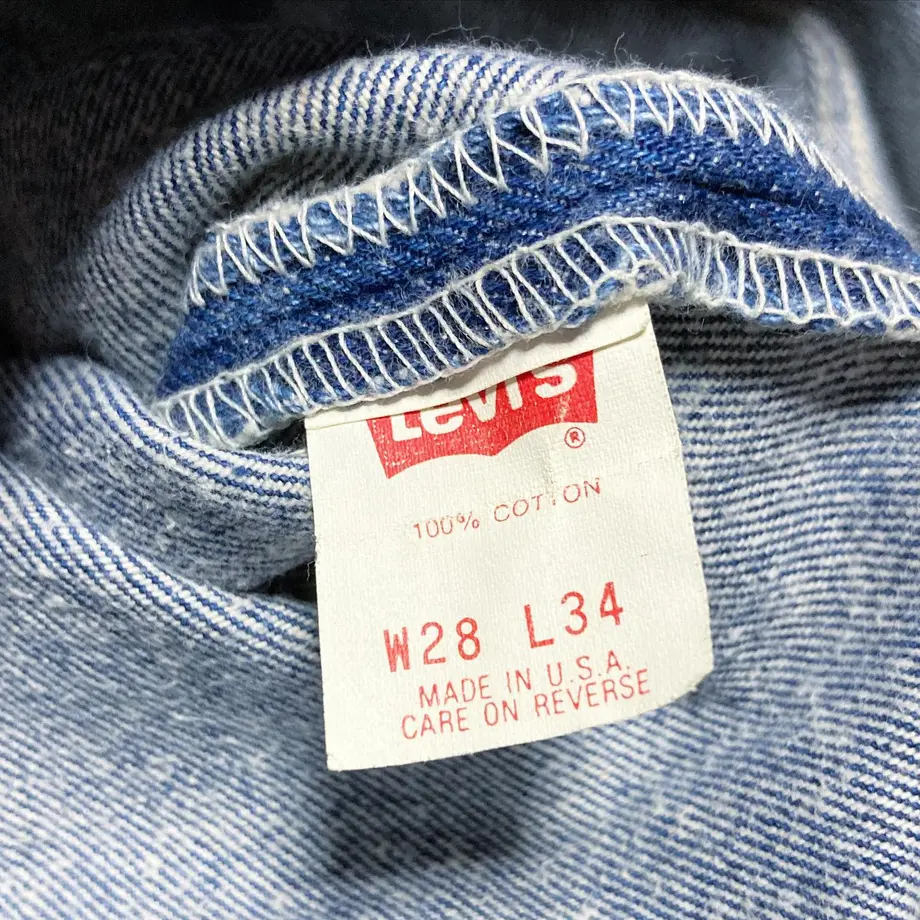 Levi's
®
100% COTTON
W28 L34
MADE IN U.S.A.
CARE ON REVERSE